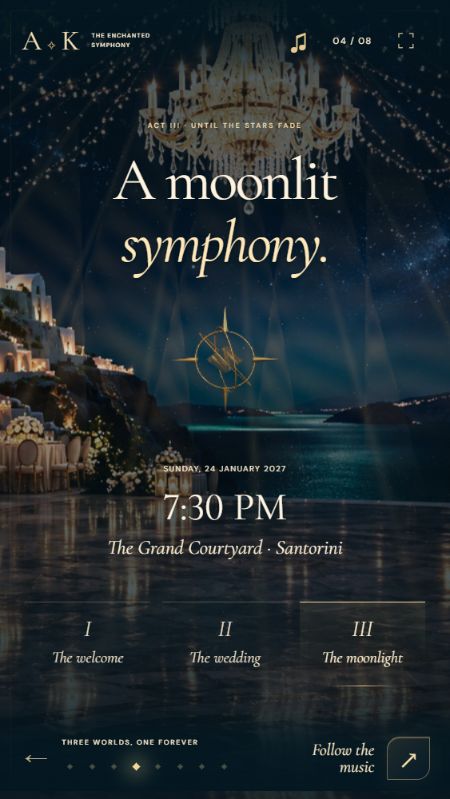 A ✧ K
THE ENCHANTED
SYMPHONY
04 / 08
ACT III · UNTIL THE STARS FADE
A moonlit
symphony.
SUNDAY, 24 JANUARY 2027
7:30 PM
The Grand Courtyard · Santorini
I
The welcome
II
The wedding
III
The moonlight
THREE WORLDS, ONE FOREVER
Follow the
music